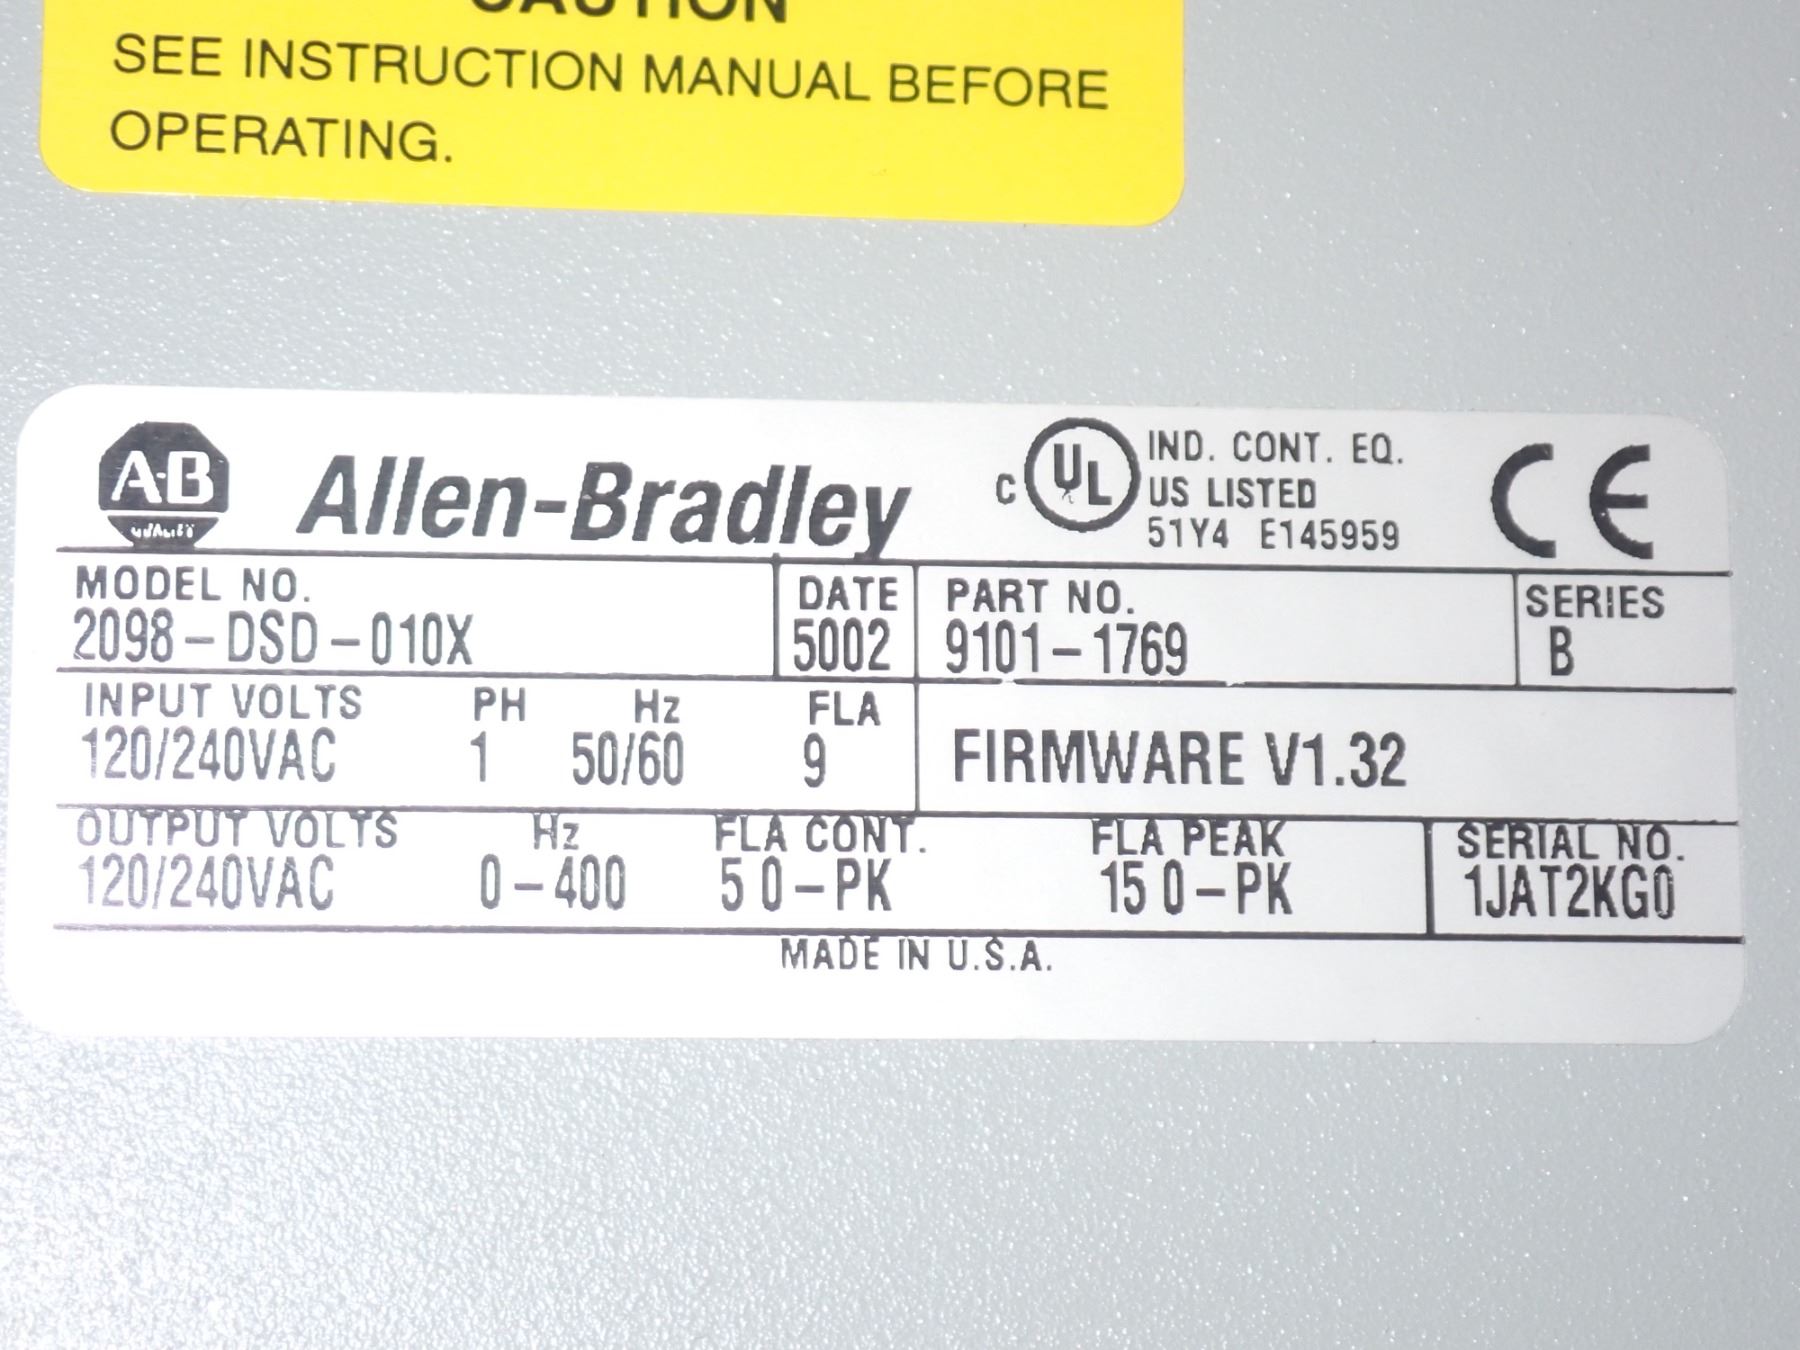 CAUTION
SEE INSTRUCTION MANUAL BEFORE
OPERATING.
A-B
QUALITY
Allen-Bradley
C UL IND. CONT. EQ.
US LISTED
51Y4 E145959
CE
MODEL NO. DATE PART NO. SERIES
2098-DSD-010X 5002 9101-1769 B
INPUT VOLTS PH Hz FLA
120/240VAC 1 50/60 9 FIRMWARE V1.32
OUTPUT VOLTS Hz FLA CONT. FLA PEAK SERIAL NO.
120/240VAC 0-400 5 0-PK 15 0-PK 1JAT2KG0
MADE IN U.S.A.